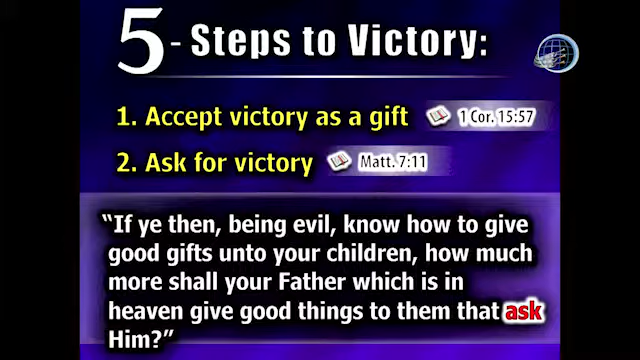 5 - Steps to Victory:
1. Accept victory as a gift 1 Cor. 15:57
2. Ask for victory Matt. 7:11
“If ye then, being evil, know how to give
good gifts unto your children, how much
more shall your Father which is in
heaven give good things to them that ask
Him?”